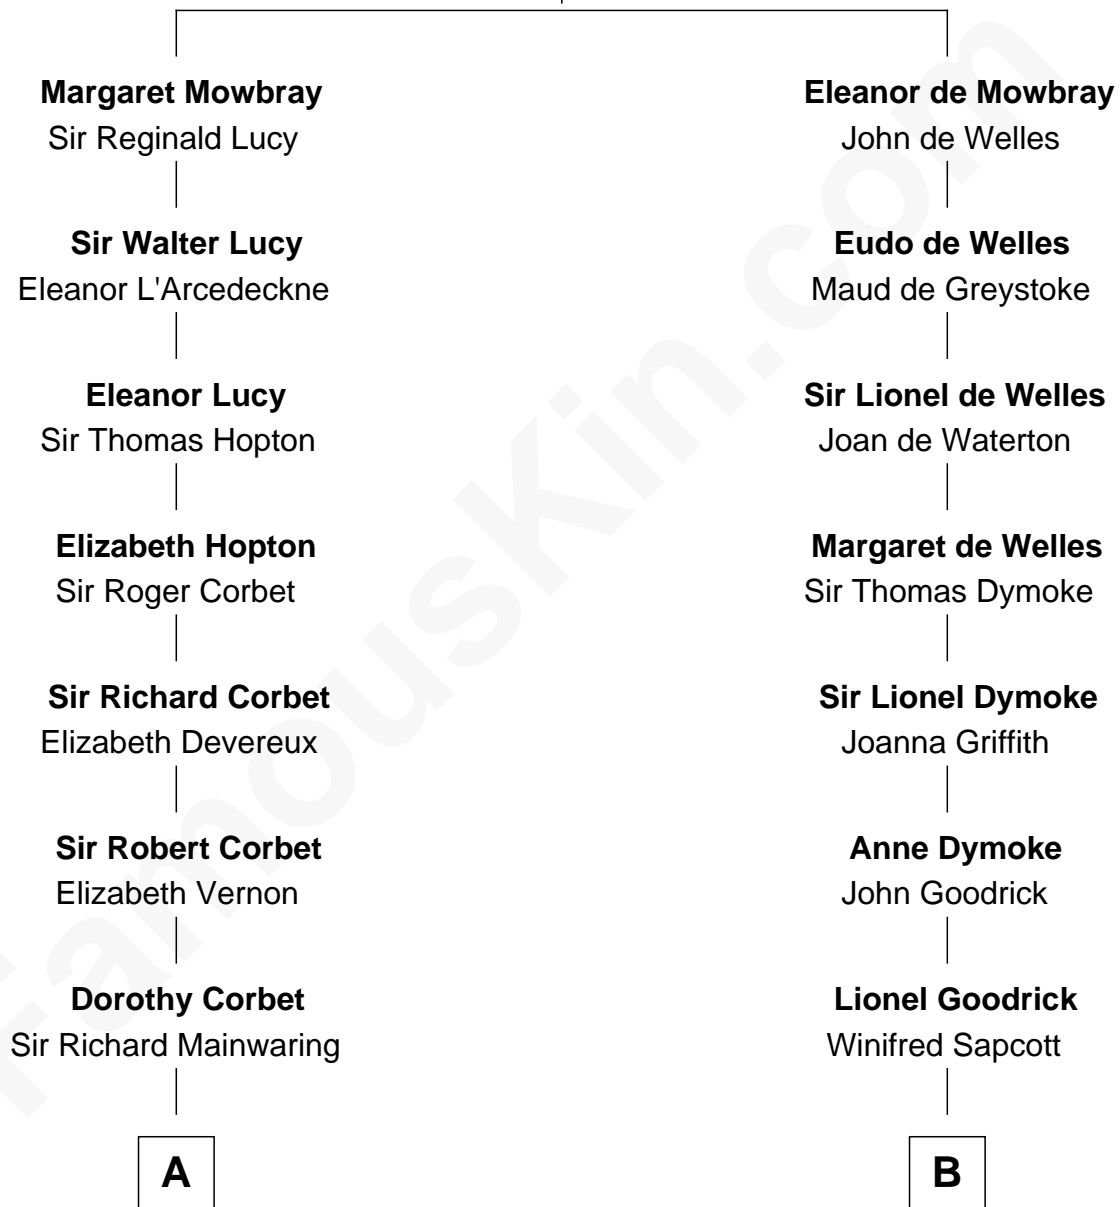 Margaret Mowbray
Sir Reginald Lucy
Sir Walter Lucy
Eleanor L'Arcedeckne
Eleanor Lucy
Sir Thomas Hopton
Elizabeth Hopton
Sir Roger Corbet
Sir Richard Corbet
Elizabeth Devereux
Sir Robert Corbet
Elizabeth Vernon
Dorothy Corbet
Sir Richard Mainwaring
A
Eleanor de Mowbray
John de Welles
Eudo de Welles
Maud de Greystoke
Sir Lionel de Welles
Joan de Waterton
Margaret de Welles
Sir Thomas Dymoke
Sir Lionel Dymoke
Joanna Griffith
Anne Dymoke
John Goodrick
Lionel Goodrick
Winifred Sapcott
B
FamousKin.com